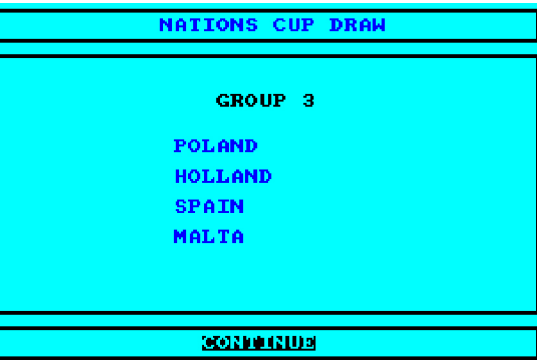 NATIONS CUP DRAW
GROUP 3
POLAND
HOLLAND
SPAIN
MALTA
CONTINUE